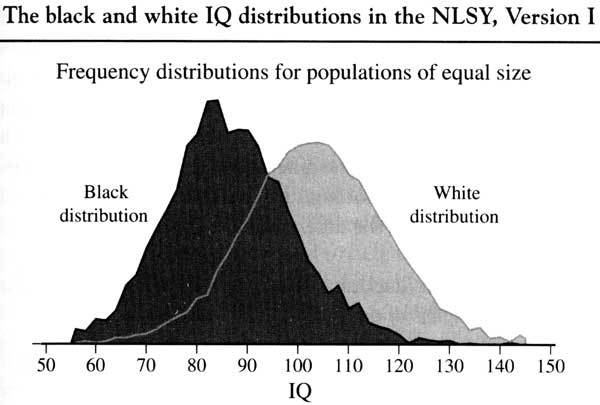 The black and white IQ distributions in the NLSY, Version I
Frequency distributions for populations of equal size
Black
distribution
White
distribution
50 60 70 80 90 100 110 120 130 140 150
IQ